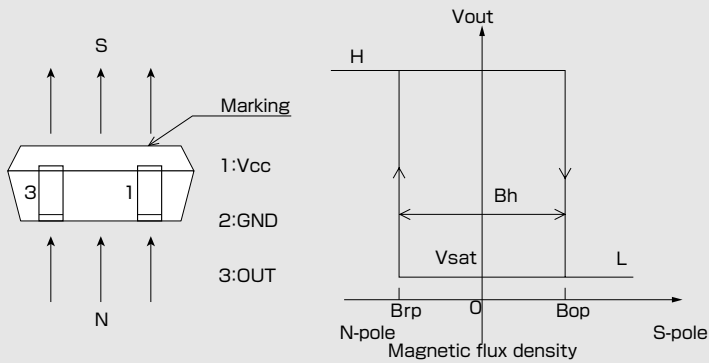 S
Marking
3
1
N
1:Vcc
2:GND
3:OUT
Vout
H
Bh
Vsat
L
Brp
0
Bop
N-pole
S-pole
Magnetic flux density